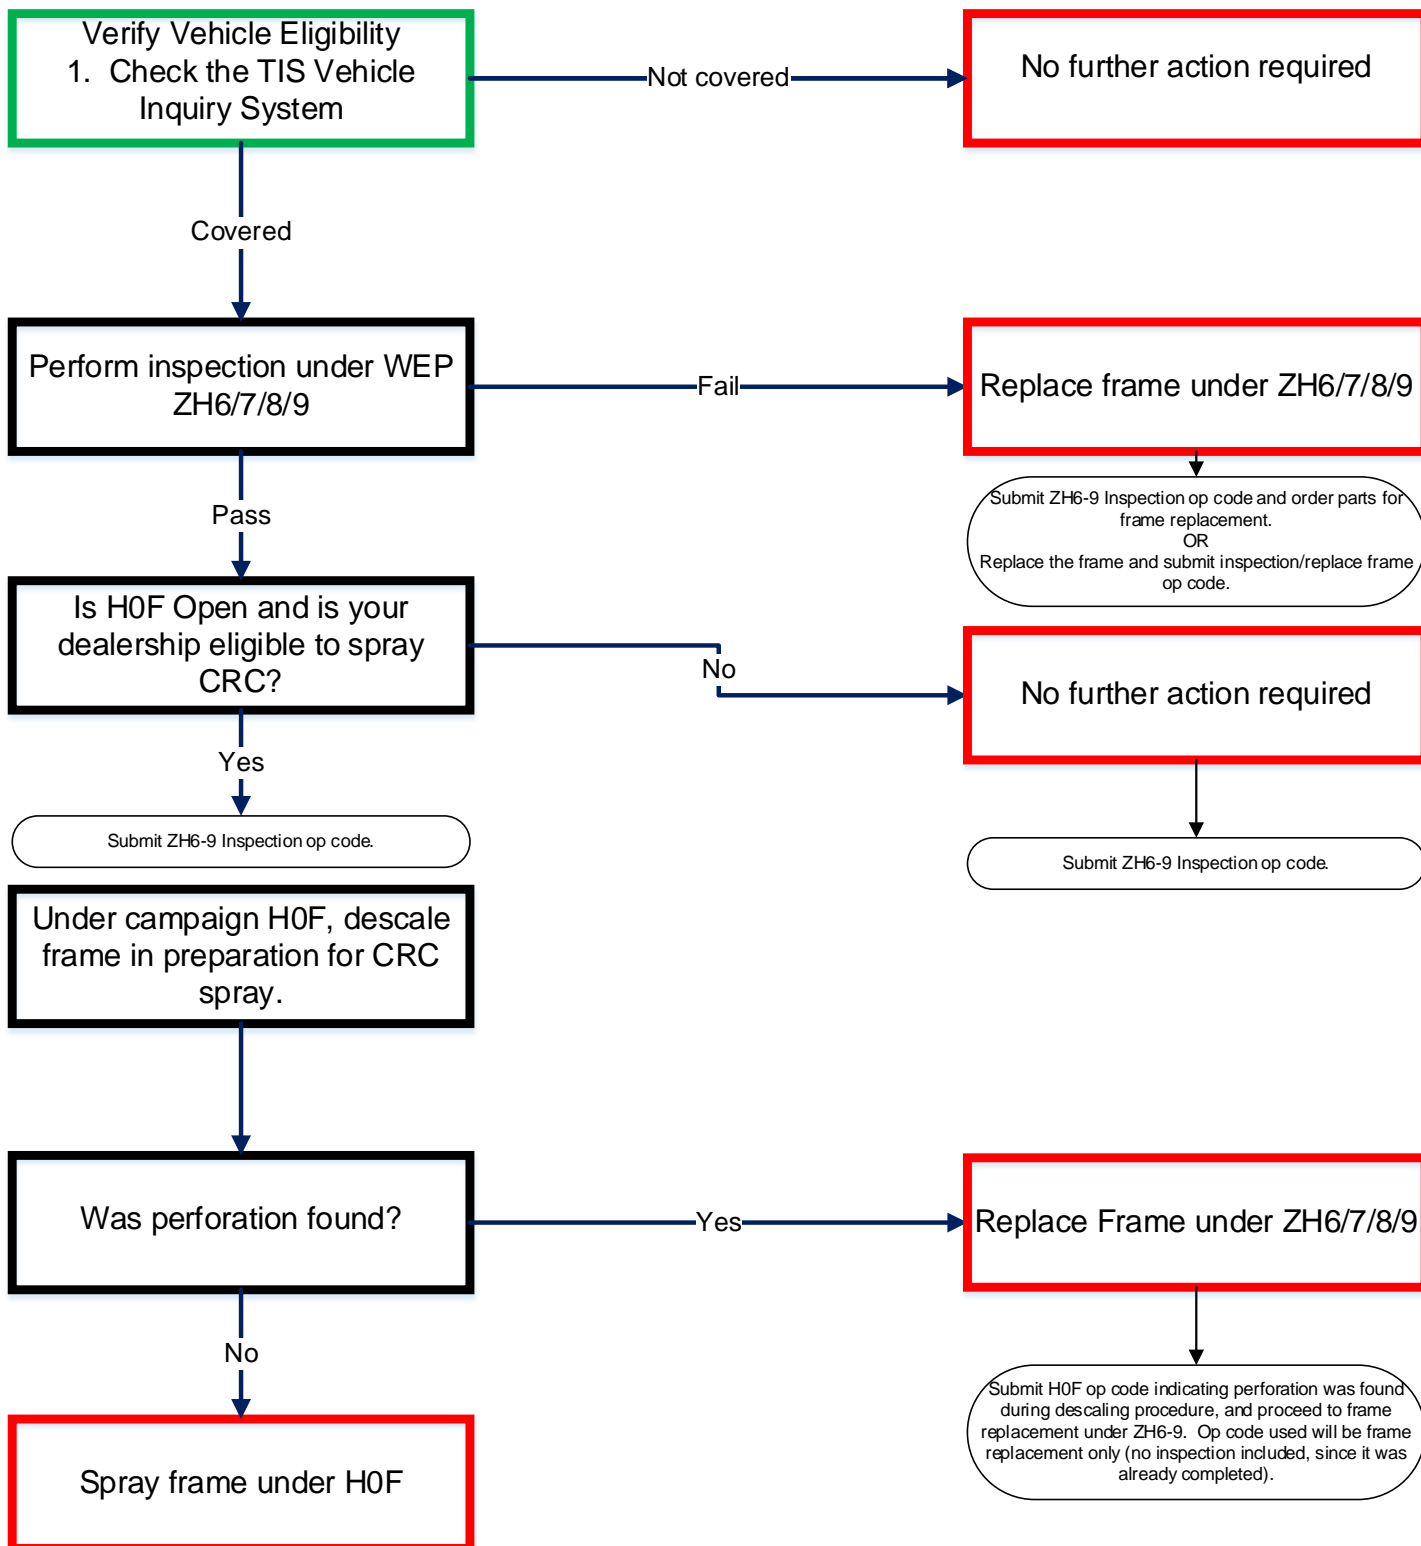 Verify Vehicle Eligibility
1. Check the TIS Vehicle
Inquiry System
Not covered
No further action required
Covered
Perform inspection under WEP
ZH6/7/8/9
Fail
Replace frame under ZH6/7/8/9
Submit ZH6-9 Inspection op code and order parts for
frame replacement.
OR
Replace the frame and submit inspection/replace frame
op code.
Pass
Is H0F Open and is your
dealership eligible to spray
CRC?
No
No further action required
Yes
Submit ZH6-9 Inspection op code.
Submit ZH6-9 Inspection op code.
Under campaign H0F, descale
frame in preparation for CRC
spray.
Was perforation found?
Yes
Replace Frame under ZH6/7/8/9
No
Submit H0F op code indicating perforation was found
during descaling procedure, and proceed to frame
replacement under ZH6-9. Op code used will be frame
replacement only (no inspection included, since it was
already completed).
Spray frame under H0F